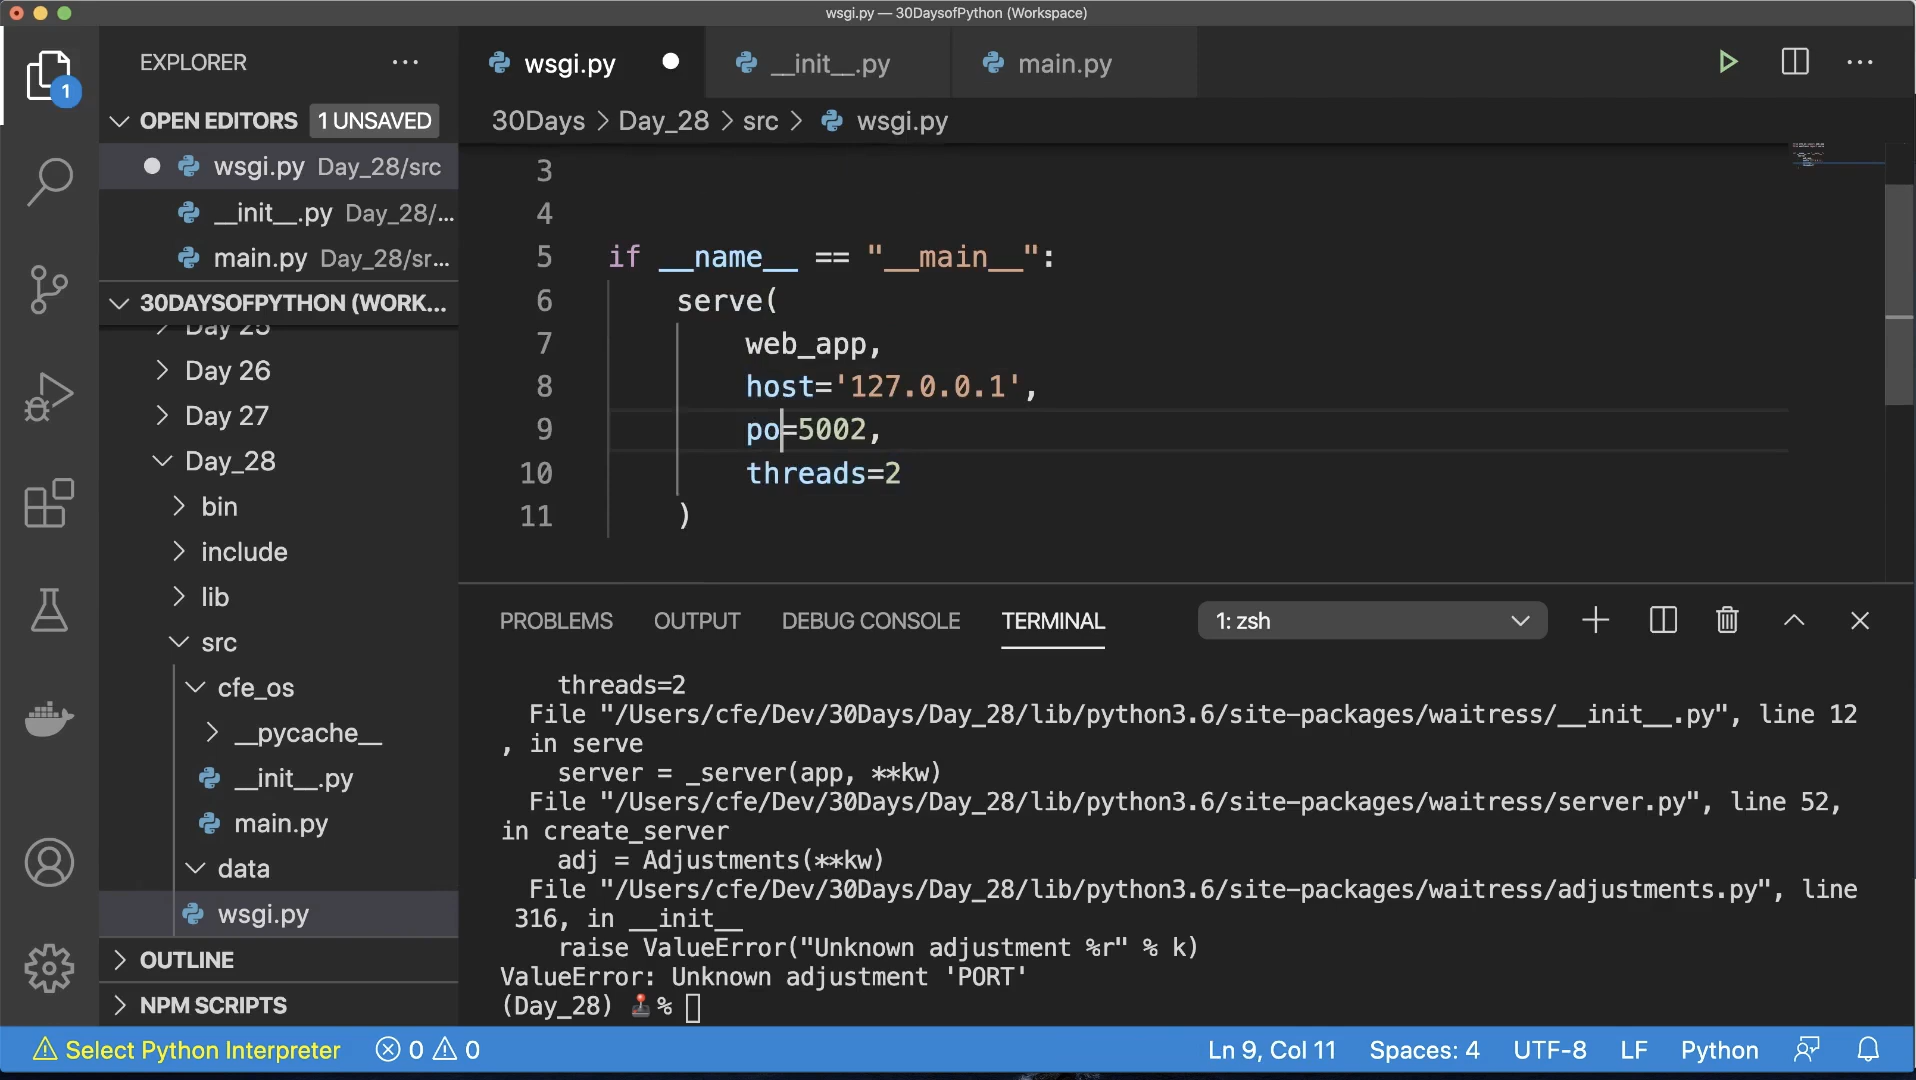 wsgi.py — 30DaysofPython (Workspace)
EXPLORER
wsgi.py
__init__.py
main.py
1
OPEN EDITORS
1 UNSAVED
30Days > Day_28 > src > wsgi.py
wsgi.py Day_28/src
__init__.py Day_28/...
main.py Day_28/sr...
30DAYSOFPYTHON (WORK...
Day 25
Day 26
Day 27
Day_28
bin
include
lib
src
cfe_os
__pycache__
__init__.py
main.py
data
wsgi.py
OUTLINE
NPM SCRIPTS
3
4
5 if __name__ == "__main__":
6 serve(
7 web_app,
8 host='127.0.0.1',
9 po=5002,
10 threads=2
11 )
PROBLEMS
OUTPUT
DEBUG CONSOLE
TERMINAL
1: zsh
threads=2
File "/Users/cfe/Dev/30Days/Day_28/lib/python3.6/site-packages/waitress/__init__.py", line 12
, in serve
server = _server(app, **kw)
File "/Users/cfe/Dev/30Days/Day_28/lib/python3.6/site-packages/waitress/server.py", line 52,
in create_server
adj = Adjustments(**kw)
File "/Users/cfe/Dev/30Days/Day_28/lib/python3.6/site-packages/waitress/adjustments.py", line
316, in __init__
raise ValueError("Unknown adjustment %r" % k)
ValueError: Unknown adjustment 'PORT'
(Day_28) 🕹️%
Select Python Interpreter
0
0
Ln 9, Col 11
Spaces: 4
UTF-8
LF
Python